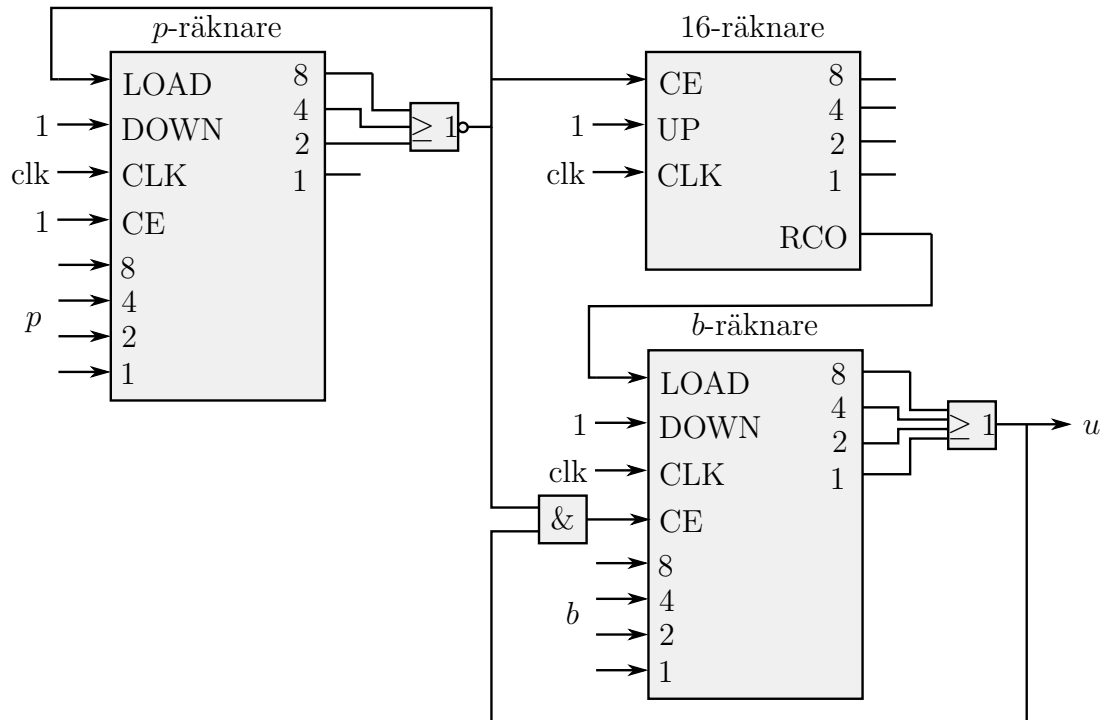 p-räknare
LOAD
1 DOWN
clk CLK
1 CE
8
4
p
2
1
8
4
2
1
≥ 1
16-räknare
CE
1 UP
clk CLK
8
4
2
1
RCO
b-räknare
LOAD
1 DOWN
clk CLK
& CE
8
4
b
2
1
8
4
2
1
≥ 1
u